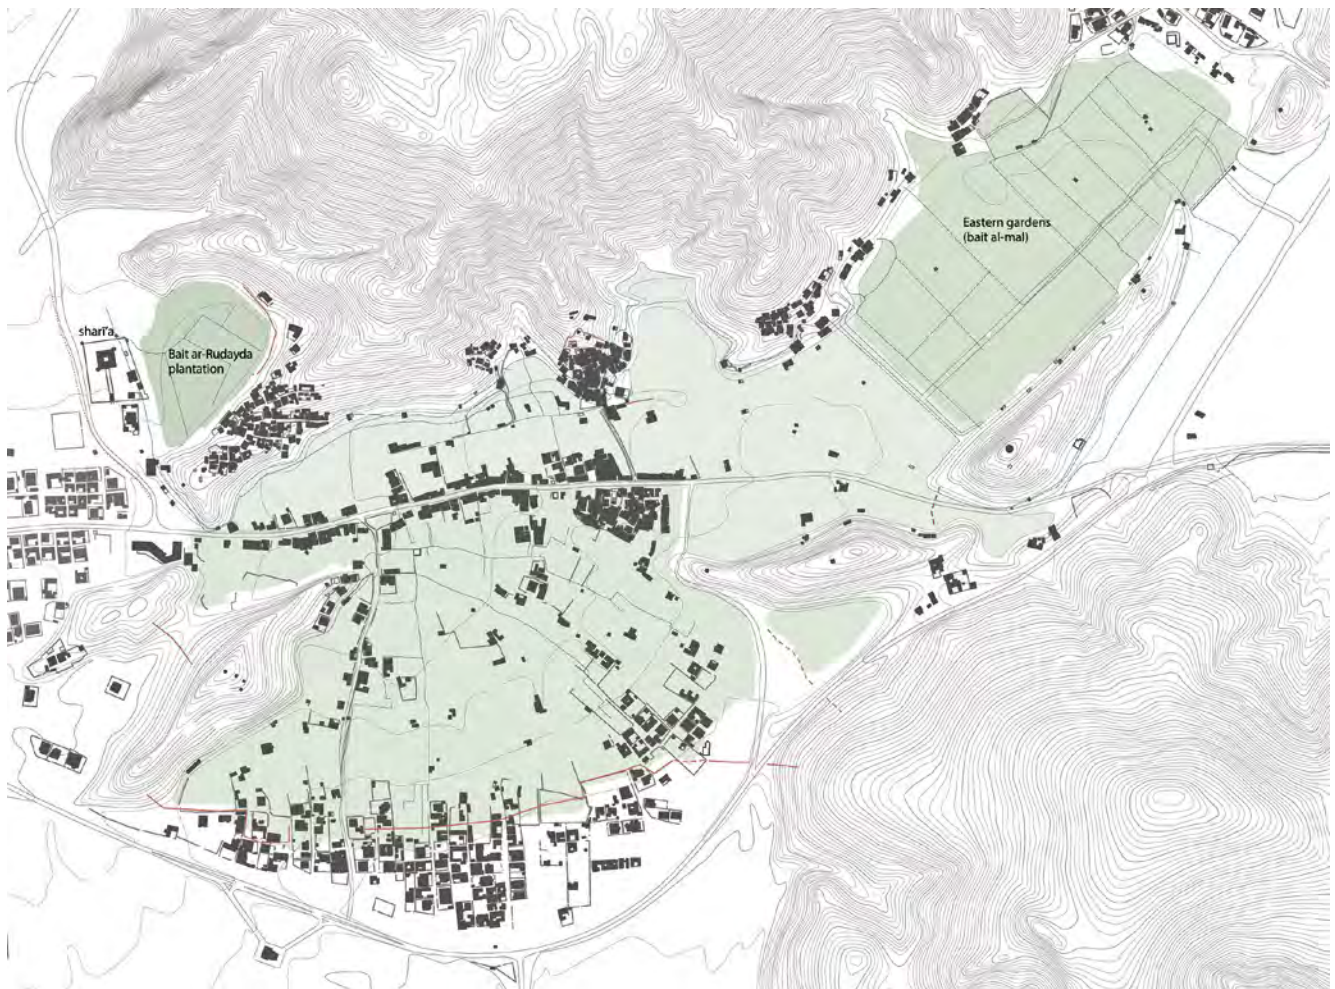 Eastern gardens
(bait al-mal)
shari'a
Bait ar-Rudayda
plantation